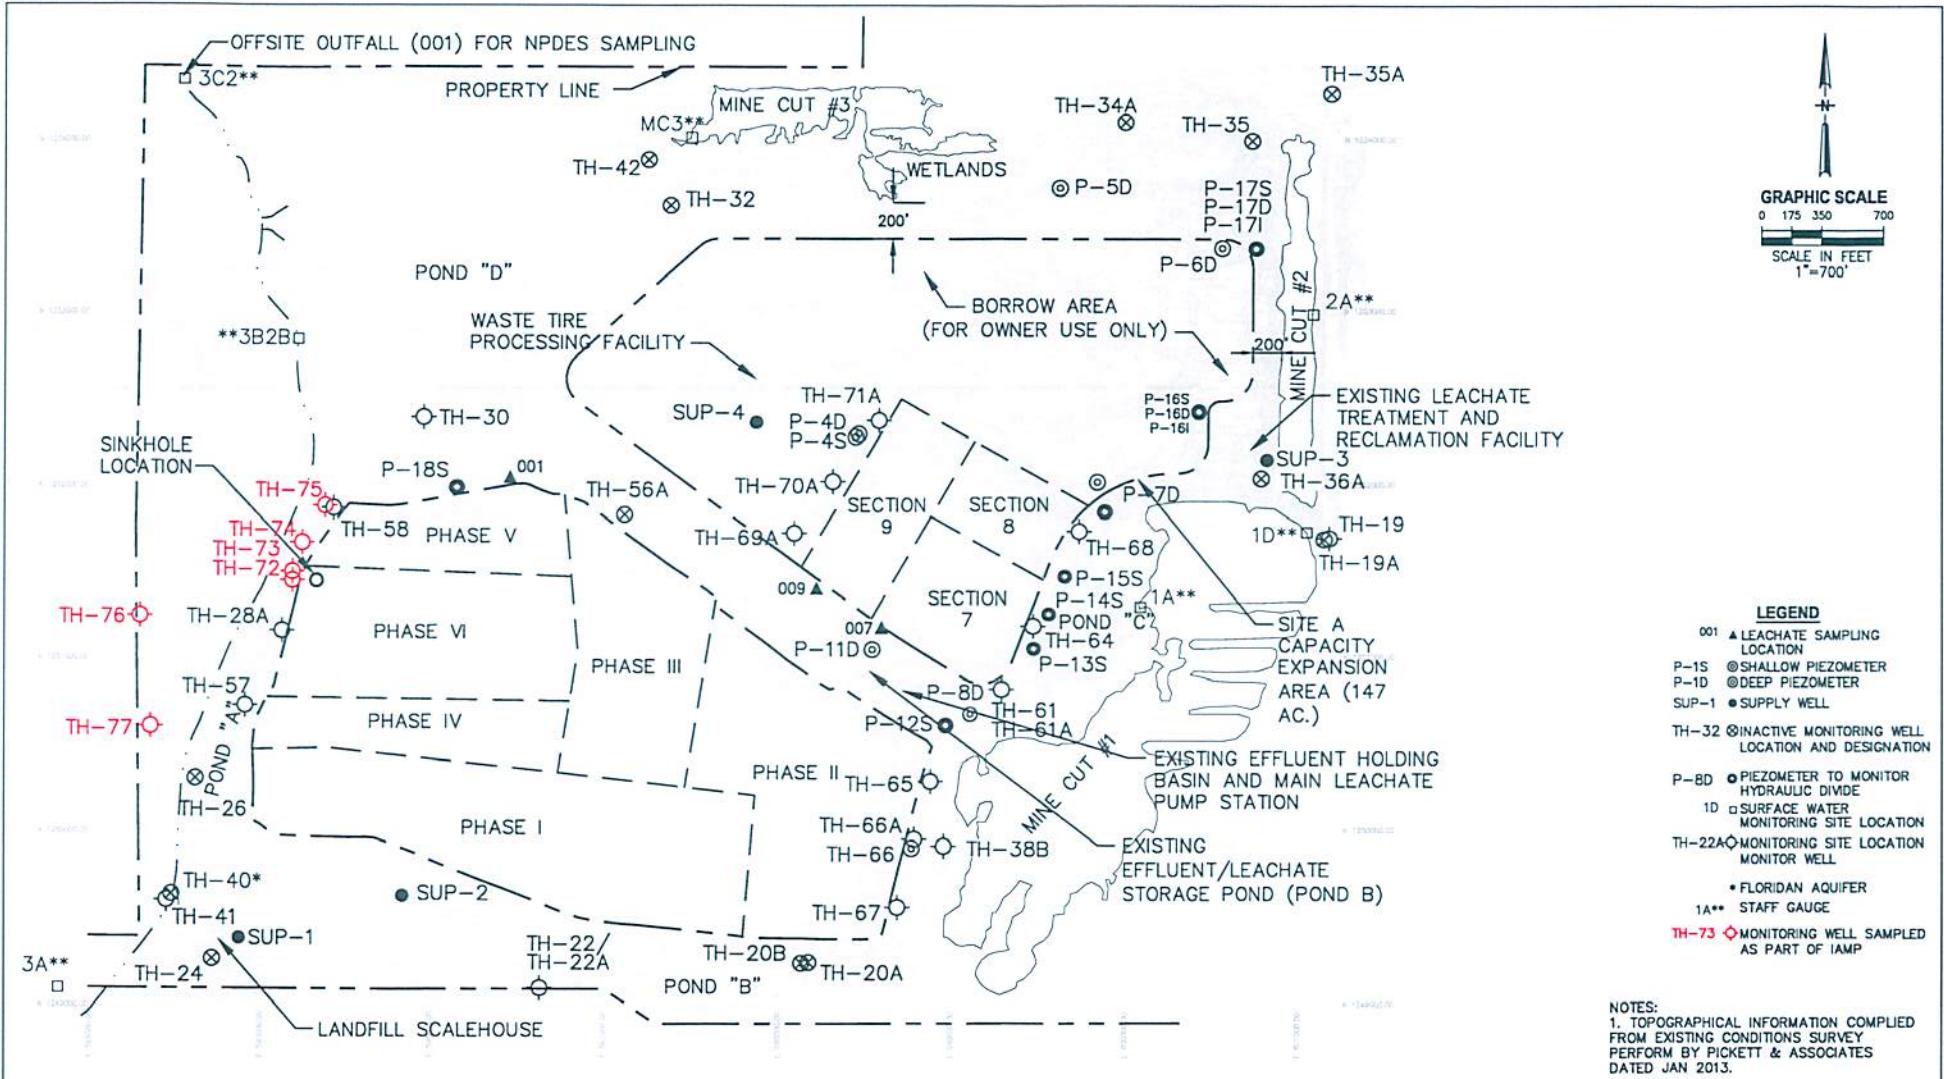 OFFSITE OUTFALL (001) FOR NPDES SAMPLING
3C2**
PROPERTY LINE
MINE CUT #3
MC3**
TH-42
TH-32
WETLANDS
200'
TH-34A
TH-35A
TH-35
P-5D
P-17S
P-17D
P-17I
P-6D
N
GRAPHIC SCALE
0 175 350 700
SCALE IN FEET
1"=700'
POND "D"
**3B2B
WASTE TIRE
PROCESSING FACILITY
BORROW AREA
(FOR OWNER USE ONLY)
MINE CUT #2
2A**
200'
TH-30
SUP-4
TH-71A
P-4D
P-4S
P-16S
P-16D
P-16I
EXISTING LEACHATE
TREATMENT AND
RECLAMATION FACILITY
SINKHOLE
LOCATION
P-18S
001
TH-56A
TH-70A
SECTION
9
SECTION
8
P-7D
SUP-3
TH-36A
TH-75
TH-58
TH-74
TH-73
TH-72
PHASE V
TH-69A
TH-68
1D**
TH-19
TH-19A
009
P-15S
P-14S
1A**
TH-76
TH-28A
PHASE VI
PHASE III
SECTION
7
007
P-11D
POND "C"
TH-64
P-13S
SITE A
CAPACITY
EXPANSION
AREA (147
AC.)
TH-57
PHASE IV
TH-77
POND "A"
P-8D
TH-61
TH-61A
P-12S
TH-26
PHASE II
TH-65
MINE CUT #1
EXISTING EFFLUENT HOLDING
BASIN AND MAIN LEACHATE
PUMP STATION
PHASE I
TH-66A
TH-66
TH-38B
EXISTING
EFFLUENT/LEACHATE
STORAGE POND (POND B)
TH-40*
TH-41
SUP-2
TH-67
SUP-1
TH-24
3A**
TH-22/
TH-22A
TH-20B
TH-20A
POND "B"
LANDFILL SCALEHOUSE
LEGEND
001 LEACHATE SAMPLING
LOCATION
P-1S SHALLOW PIEZOMETER
P-1D DEEP PIEZOMETER
SUP-1 SUPPLY WELL
TH-32 INACTIVE MONITORING WELL
LOCATION AND DESIGNATION
P-8D PIEZOMETER TO MONITOR
HYDRAULIC DIVIDE
1D SURFACE WATER
MONITORING SITE LOCATION
TH-22A MONITORING SITE LOCATION
MONITOR WELL
* FLORIDAN AQUIFER
1A** STAFF GAUGE
TH-73 MONITORING WELL SAMPLED
AS PART OF IAMP
NOTES:
1. TOPOGRAPHICAL INFORMATION COMPLIED
FROM EXISTING CONDITIONS SURVEY
PERFORM BY PICKETT & ASSOCIATES
DATED JAN 2013.